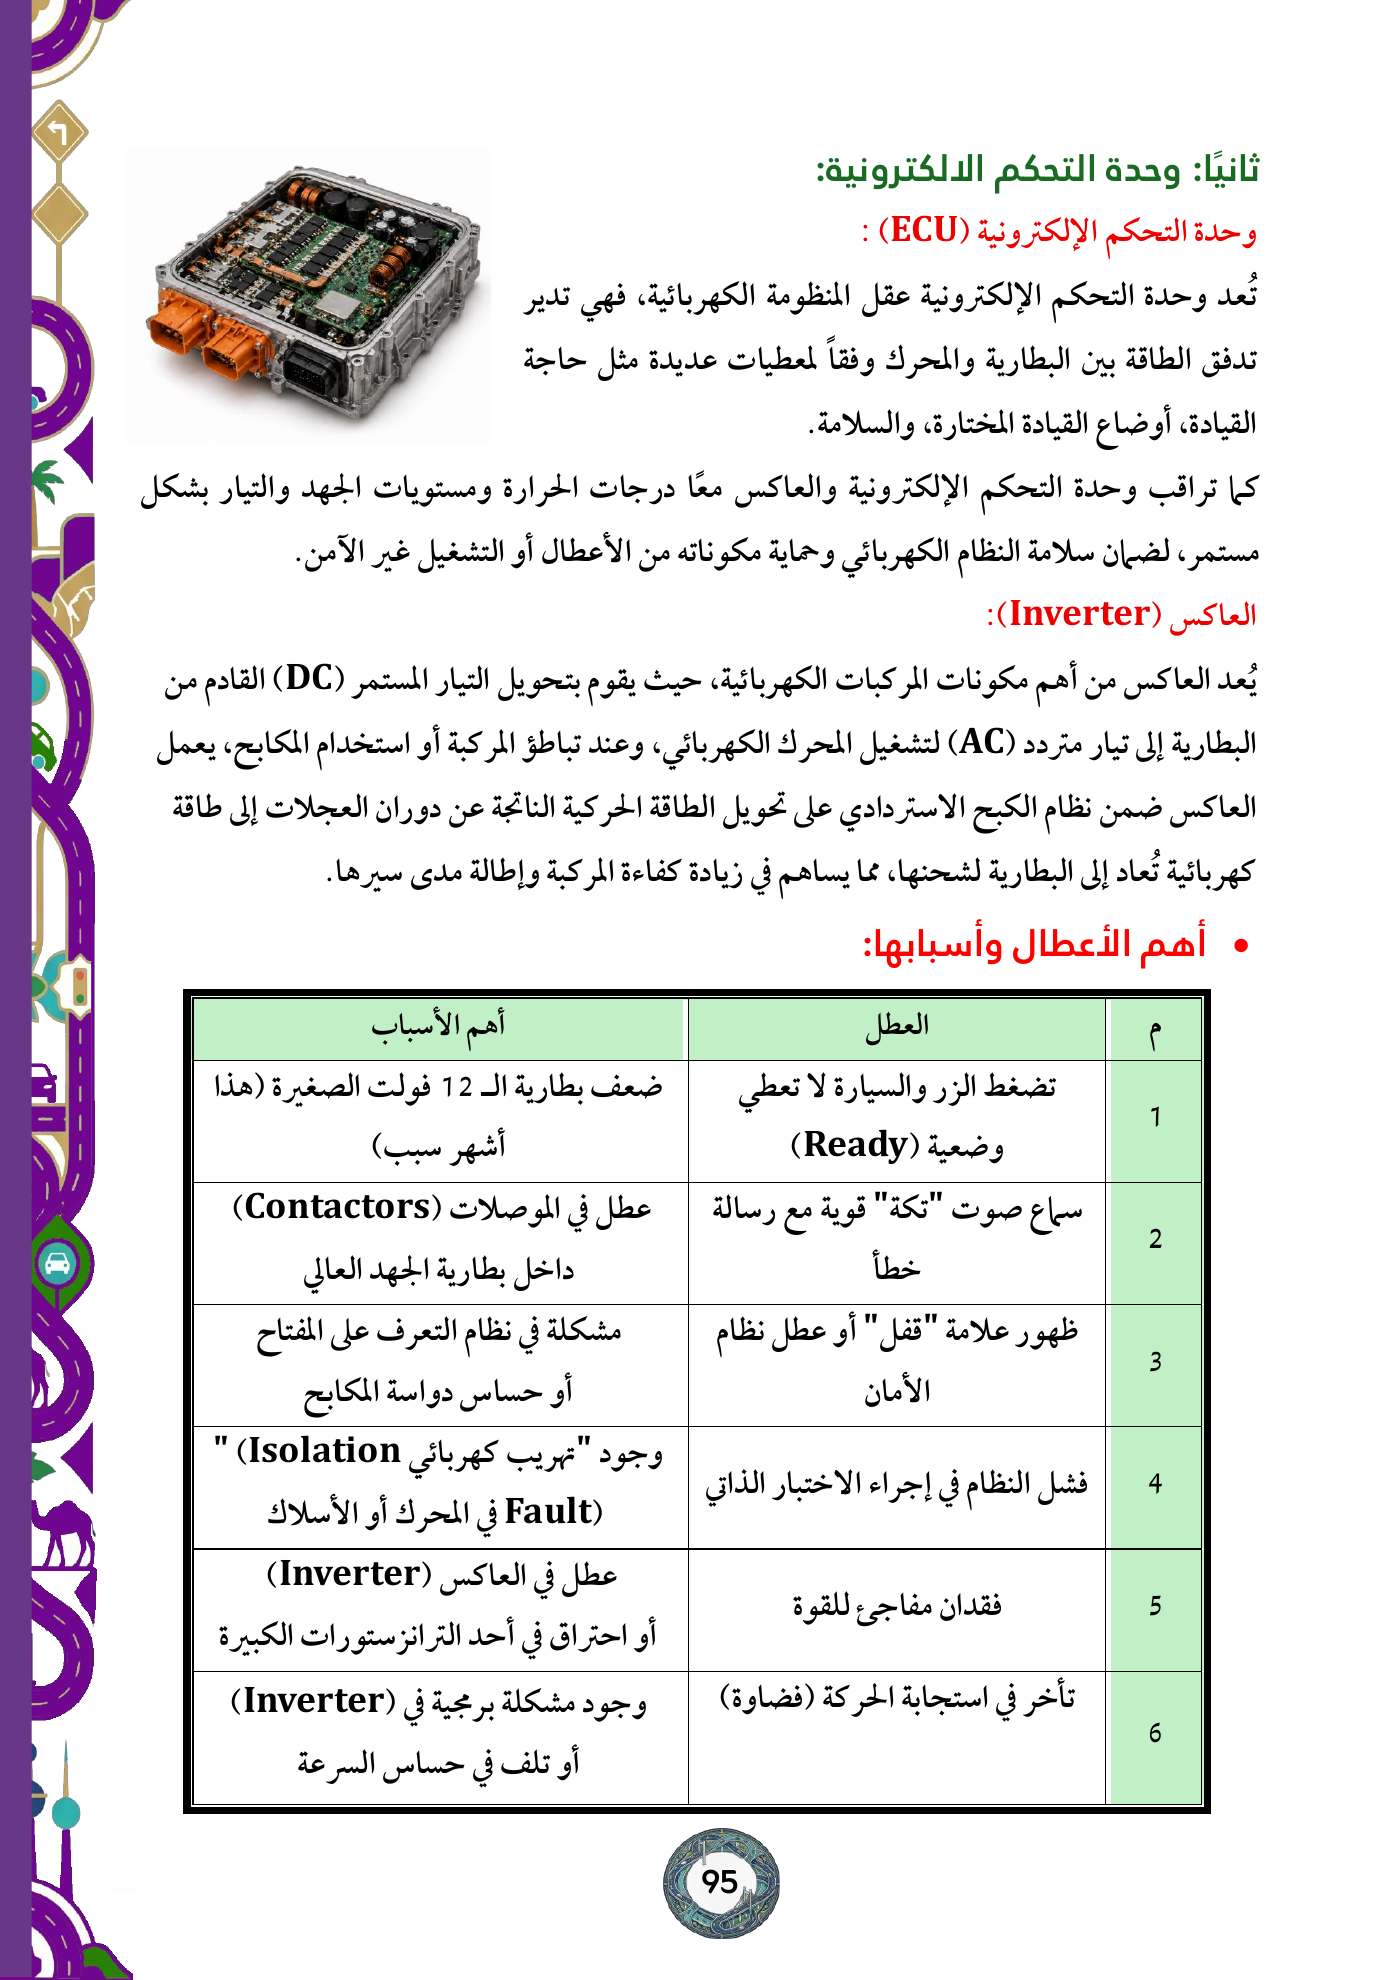 ثانيًا: وحدة التحكم الالكترونية:
وحدة التحكم الإلكترونية (ECU) :
تُعد وحدة التحكم الإلكترونية عقل المنظومة الكهربائية، فهي تدير
تدفق الطاقة بين البطارية والمحرك وفقاً لمعطيات عديدة مثل حاجة
القيادة، أوضاع القيادة المختارة، والسلامة.
كما تراقب وحدة التحكم الإلكترونية والعاكس معًا درجات الحرارة ومستويات الجهد والتيار بشكل
مستمر، لضمان سلامة النظام الكهربائي وحماية مكوناته من الأعطال أو التشغيل غير الآمن.
العاكس (Inverter):
يُعد العاكس من أهم مكونات المركبات الكهربائية، حيث يقوم بتحويل التيار المستمر (DC) القادم من
البطارية إلى تيار متردد (AC) لتشغيل المحرك الكهربائي، وعند تباطؤ المركبة أو استخدام المكابح، يعمل
العاكس ضمن نظام الكبح الاستردادي على تحويل الطاقة الحركية الناتجة عن دوران العجلات إلى طاقة
كهربائية تُعاد إلى البطارية لشحنها، مما يساهم في زيادة كفاءة المركبة وإطالة مدى سيرها.
• أهم الأعطال وأسبابها:
م العطل أهم الأسباب
1
تضغط الزر والسيارة لا تعطي
وضعية (Ready)
ضعف بطارية الـ 12 فولت الصغيرة (هذا
أشهر سبب)
2
سماع صوت "تكة" قوية مع رسالة
خطأ
عطل في الموصلات (Contactors)
داخل بطارية الجهد العالي
3
ظهور علامة "قفل" أو عطل نظام
الأمان
مشكلة في نظام التعرف على المفتاح
أو حساس دواسة المكابح
4
فشل النظام في إجراء الاختبار الذاتي
وجود "تهريب كهربائي Isolation) "
(Fault في المحرك أو الأسلاك
5
فقدان مفاجئ للقوة
عطل في العاكس (Inverter)
أو احتراق في أحد الترانزستورات الكبيرة
6
تأخر في استجابة الحركة (فضاوة)
وجود مشكلة برمجية في (Inverter)
أو تلف في حساس السرعة
95